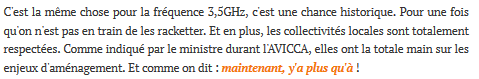 C'est la même chose pour la fréquence 3,5GHz, c'est une chance historique. Pour une fois
qu'on n'est pas en train de les racketter. Et en plus, les collectivités locales sont totalement
respectées. Comme indiqué par le ministre durant l'AVICCA, elles ont la totale main sur les
enjeux d'aménagement. Et comme on dit : maintenant, y'a plus qu'à !